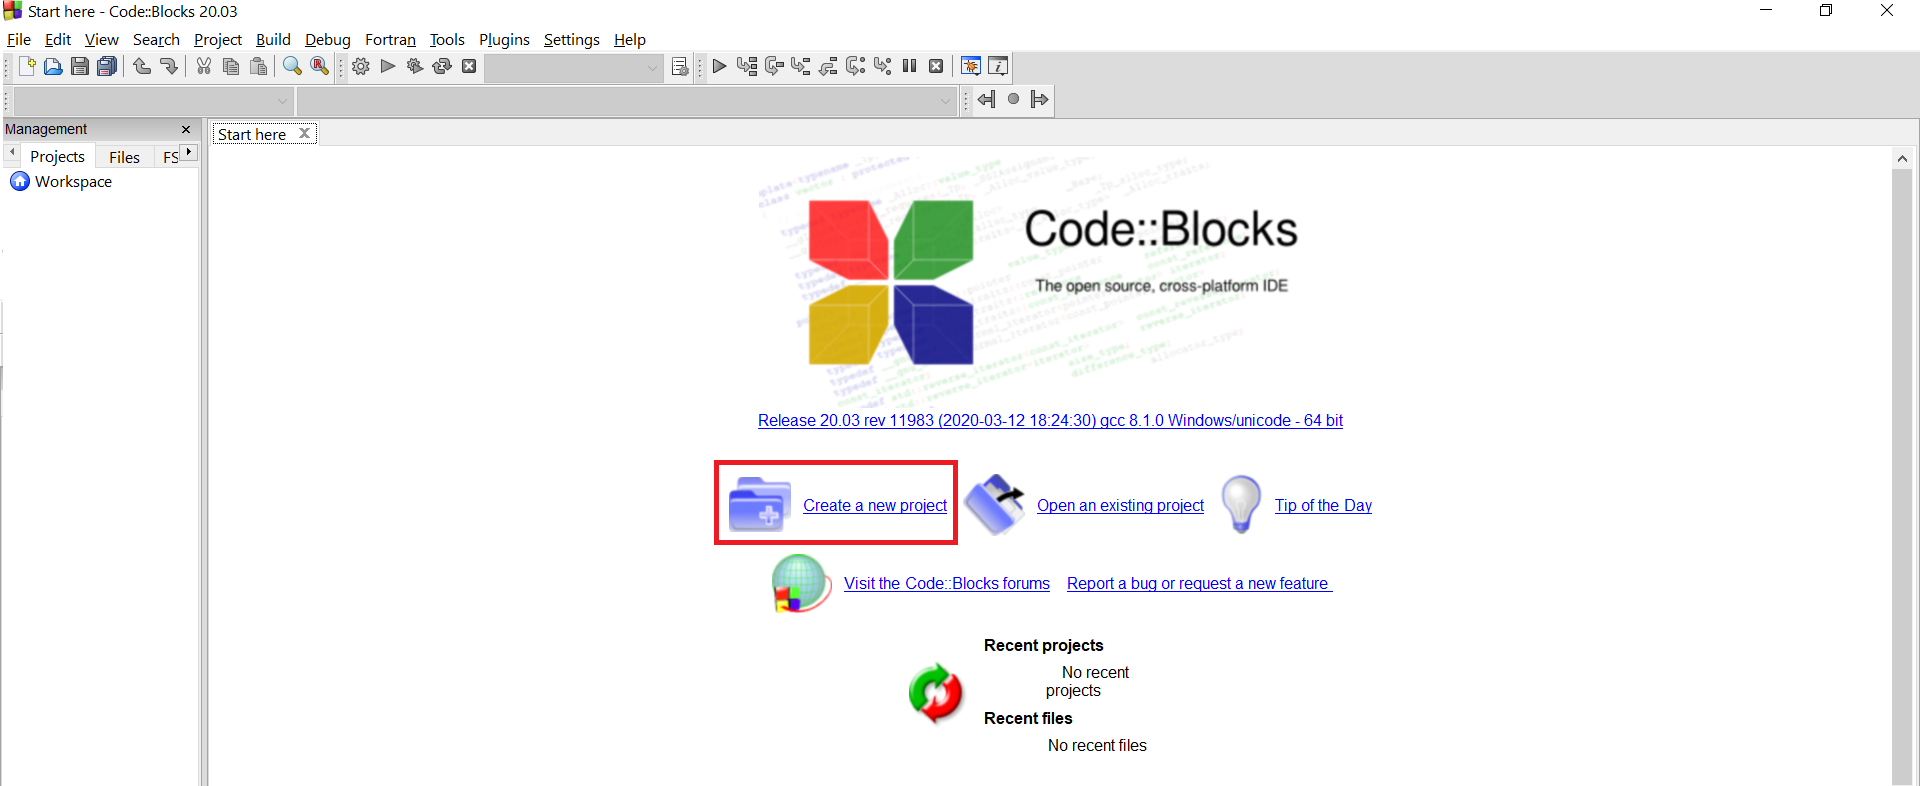 Start here - Code::Blocks 20.03
File Edit View Search Project Build Debug Fortran Tools Plugins Settings Help
Management
Start here
Projects Files FS
Workspace
Code::Blocks
The open source, cross-platform IDE
Release 20.03 rev 11983 (2020-03-12 18:24:30) gcc 8.1.0 Windows/unicode - 64 bit
Create a new project Open an existing project Tip of the Day
Visit the Code::Blocks forums Report a bug or request a new feature
Recent projects
No recent
projects
Recent files
No recent files